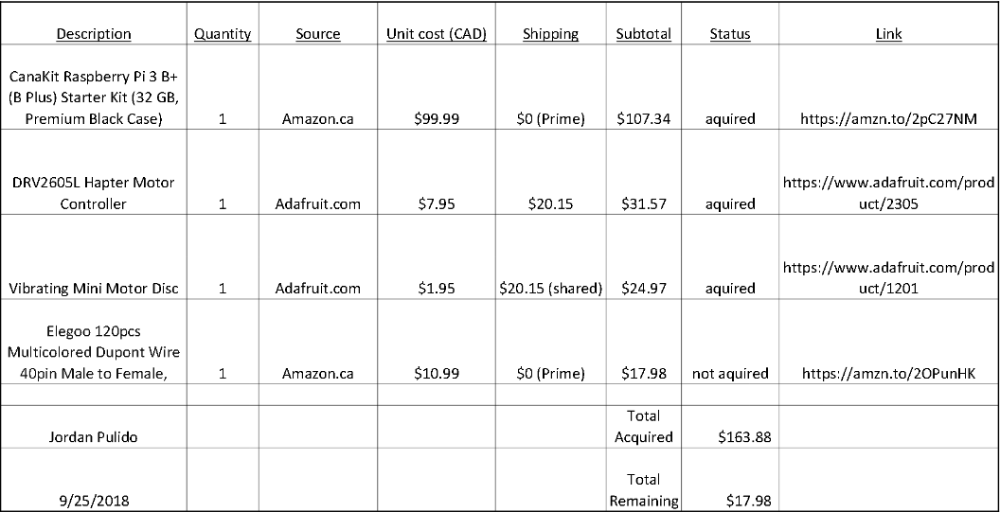 Description Quantity Source Unit cost (CAD) Shipping Subtotal Status Link
CanaKit Raspberry Pi 3 B+
(B Plus) Starter Kit (32 GB,
Premium Black Case) 1 Amazon.ca $99.99 $0 (Prime) $107.34 aquired https://amzn.to/2pC27NM
DRV2605L Hapter Motor
Controller 1 Adafruit.com $7.95 $20.15 $31.57 aquired https://www.adafruit.com/prod
uct/2305
Vibrating Mini Motor Disc 1 Adafruit.com $1.95 $20.15 (shared) $24.97 aquired https://www.adafruit.com/prod
uct/1201
Elegoo 120pcs
Multicolored Dupont Wire
40pin Male to Female, 1 Amazon.ca $10.99 $0 (Prime) $17.98 not aquired https://amzn.to/2OPunHK
Jordan Pulido Total
Acquired $163.88
9/25/2018 Total
Remaining $17.98